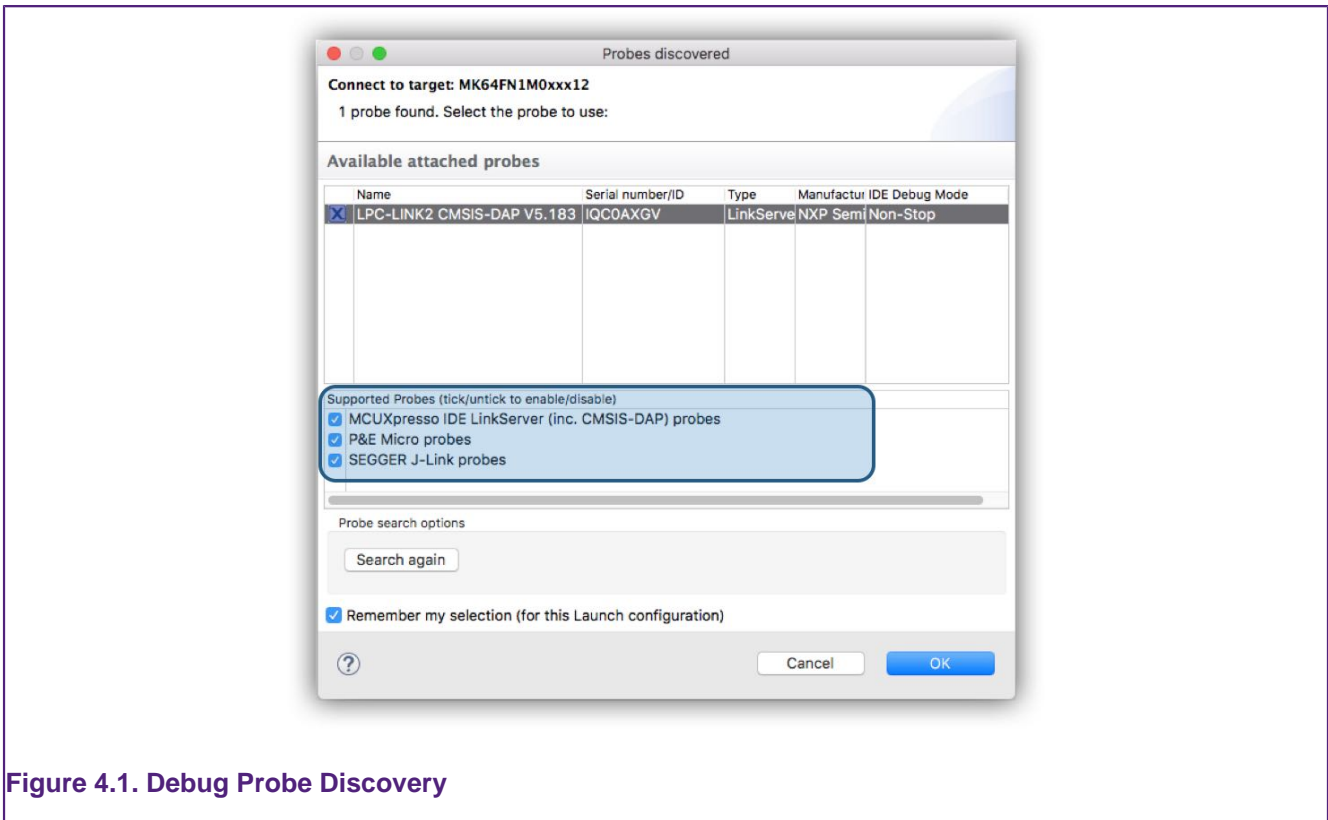 Probes discovered
Connect to target: MK64FN1M0xxx12
1 probe found. Select the probe to use:
Available attached probes
Name Serial number/ID Type Manufactur IDE Debug Mode
X LPC-LINK2 CMSIS-DAP V5.183 IQC0AXGV LinkServe NXP Semi Non-Stop
Supported Probes (tick/untick to enable/disable)
MCUXpresso IDE LinkServer (inc. CMSIS-DAP) probes
P&E Micro probes
SEGGER J-Link probes
Probe search options
Search again
Remember my selection (for this Launch configuration)
? Cancel OK
Figure 4.1. Debug Probe Discovery